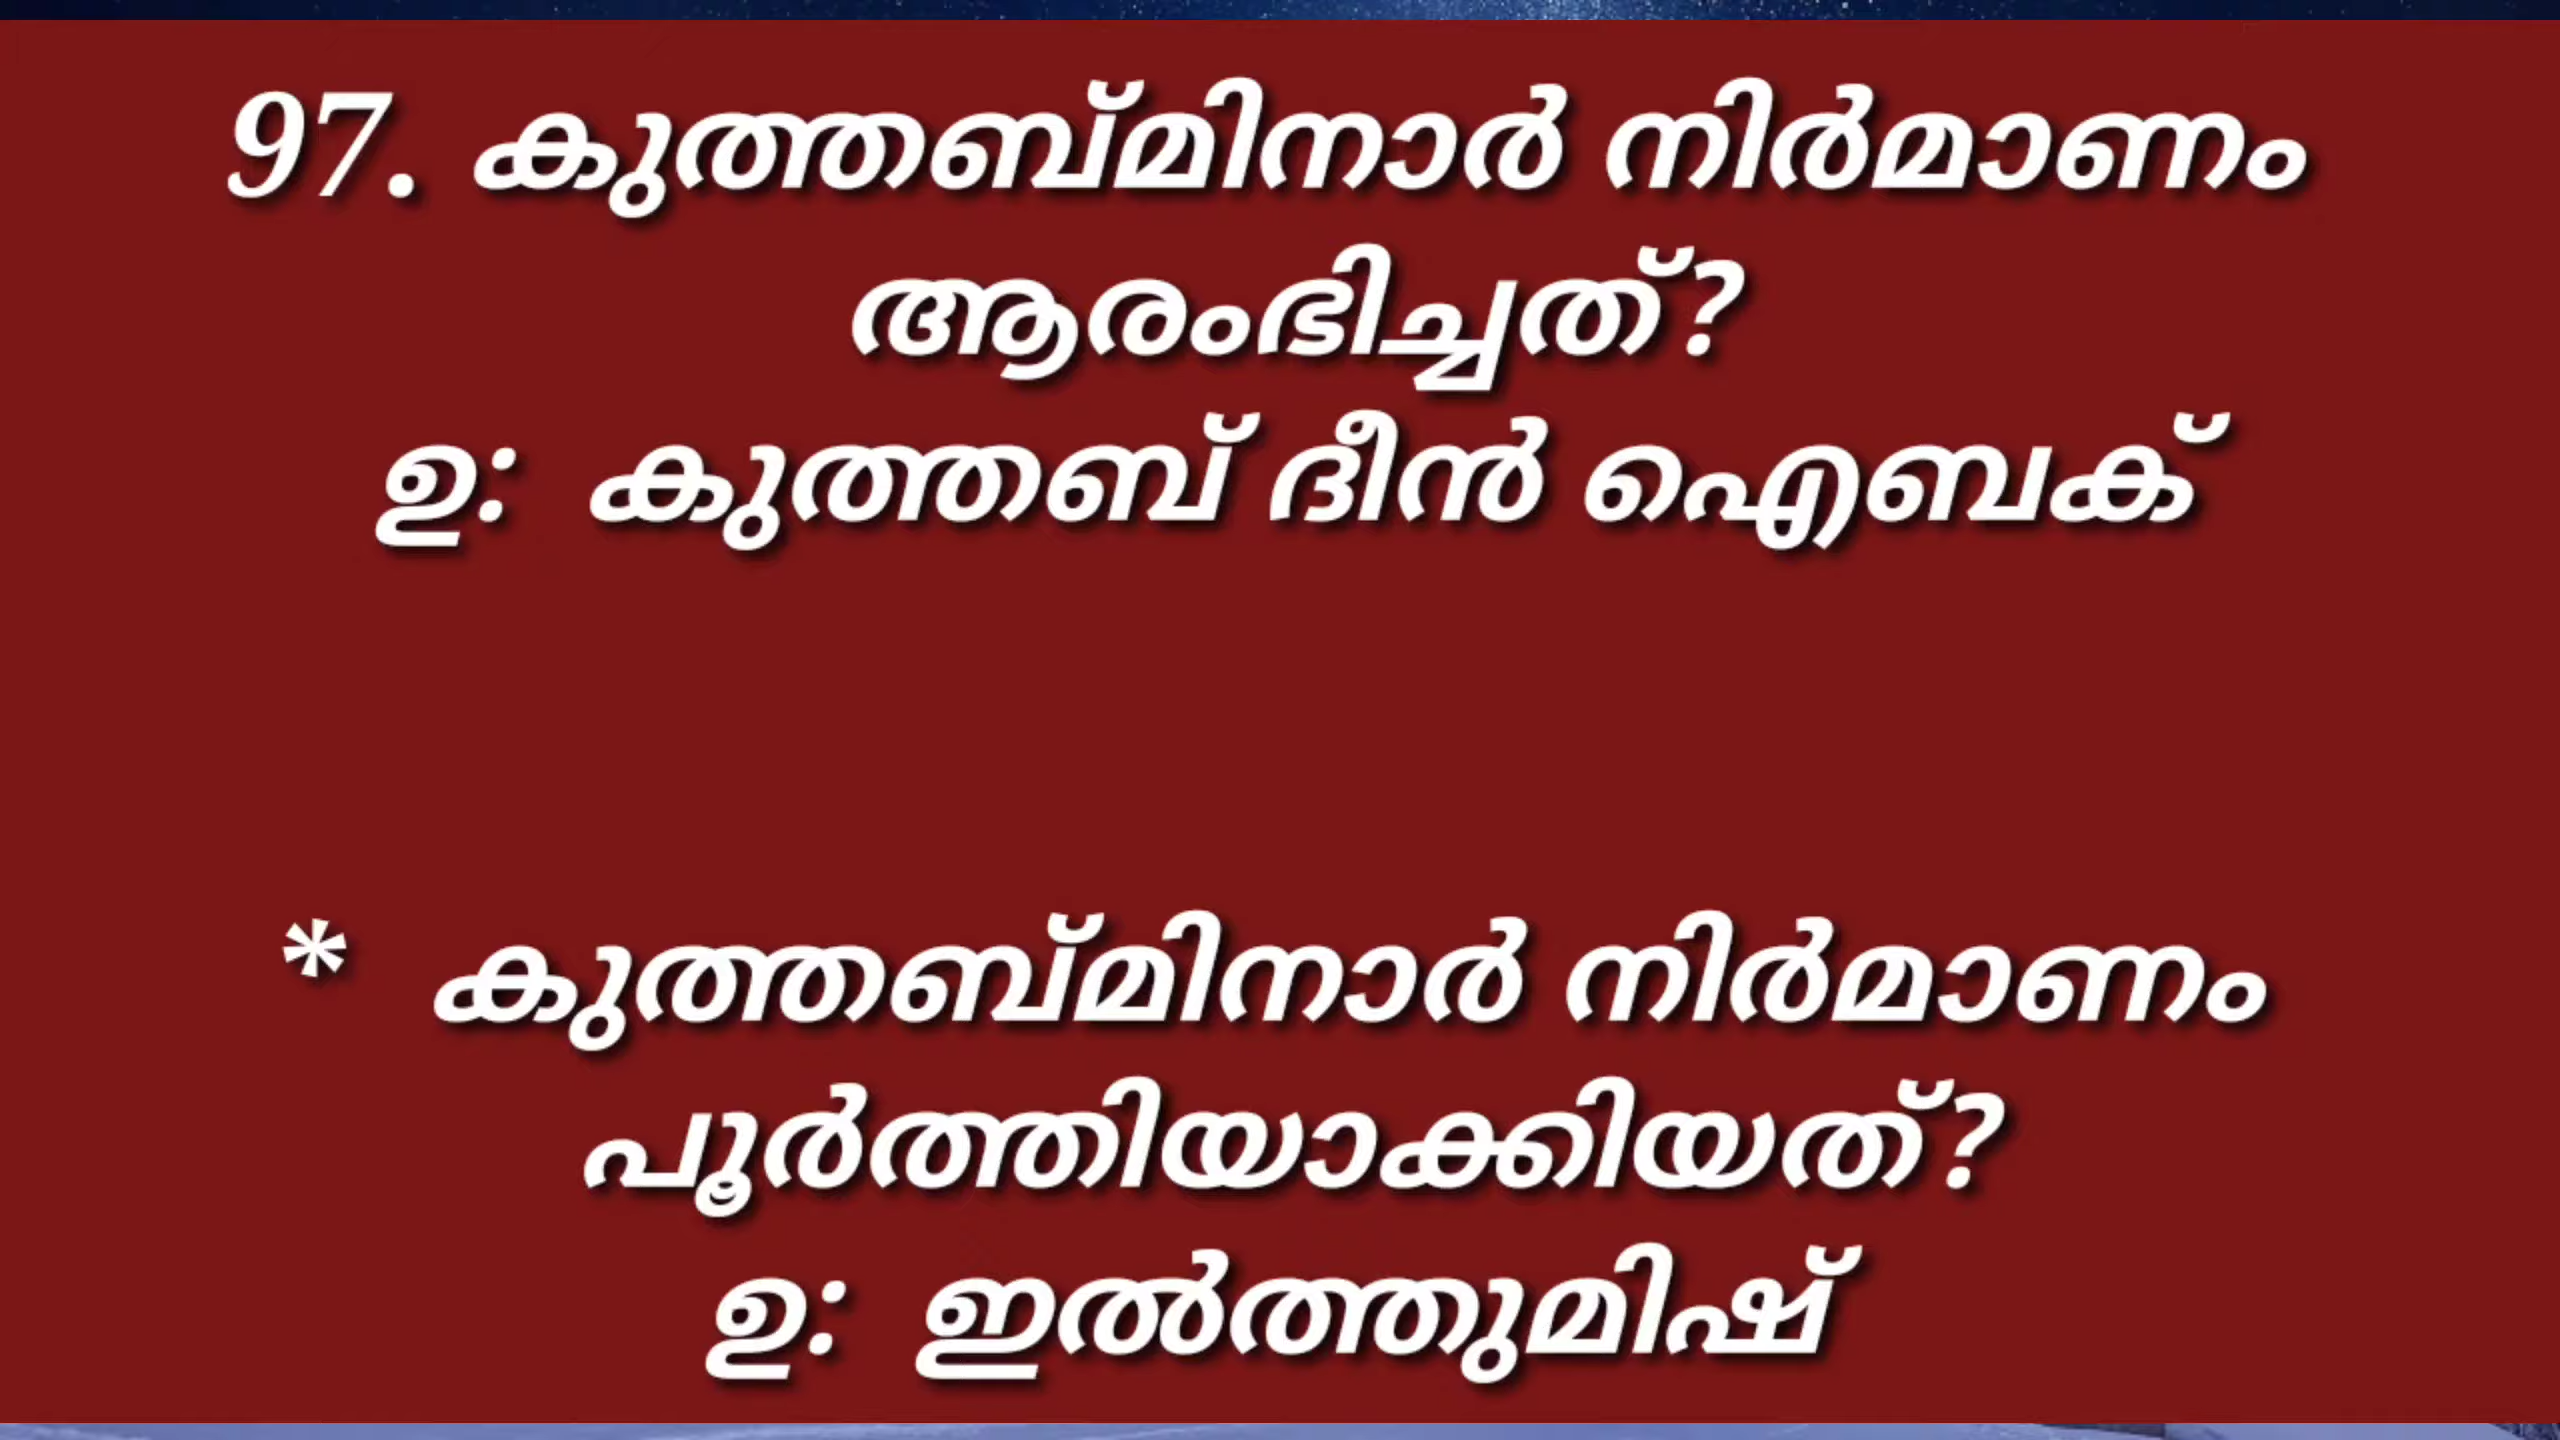 97. കുത്തബ്മിനാർ നിർമാണം
ആരംഭിച്ചത്?
ഉ: കുത്തബ് ദീൻ ഐബക്
* കുത്തബ്മിനാർ നിർമാണം
പൂർത്തിയാക്കിയത്?
ഉ: ഇൽത്തുമിഷ്